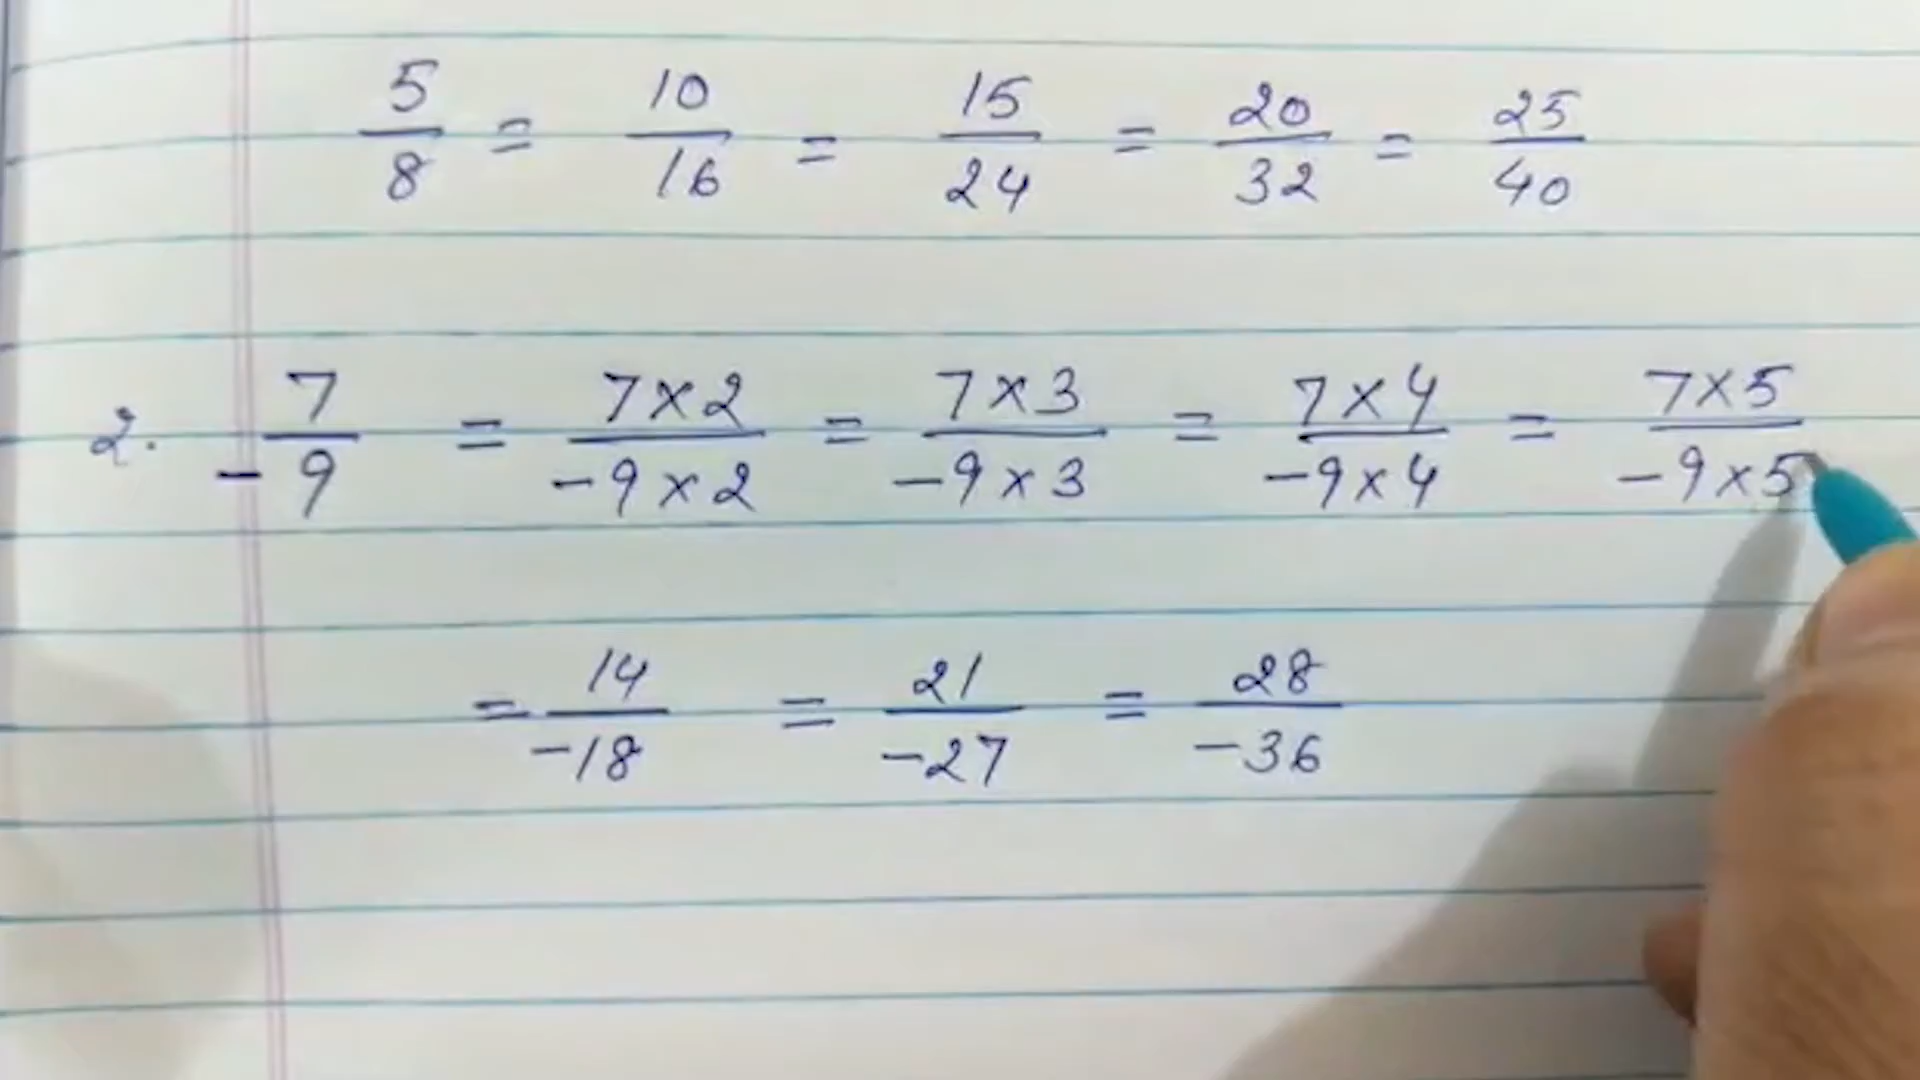 5/8 = 10/16 = 15/24 = 20/32 = 25/40
2. 7/-9 = 7×2/-9×2 = 7×3/-9×3 = 7×4/-9×4 = 7×5/-9×5
= 14/-18 = 21/-27 = 28/-36